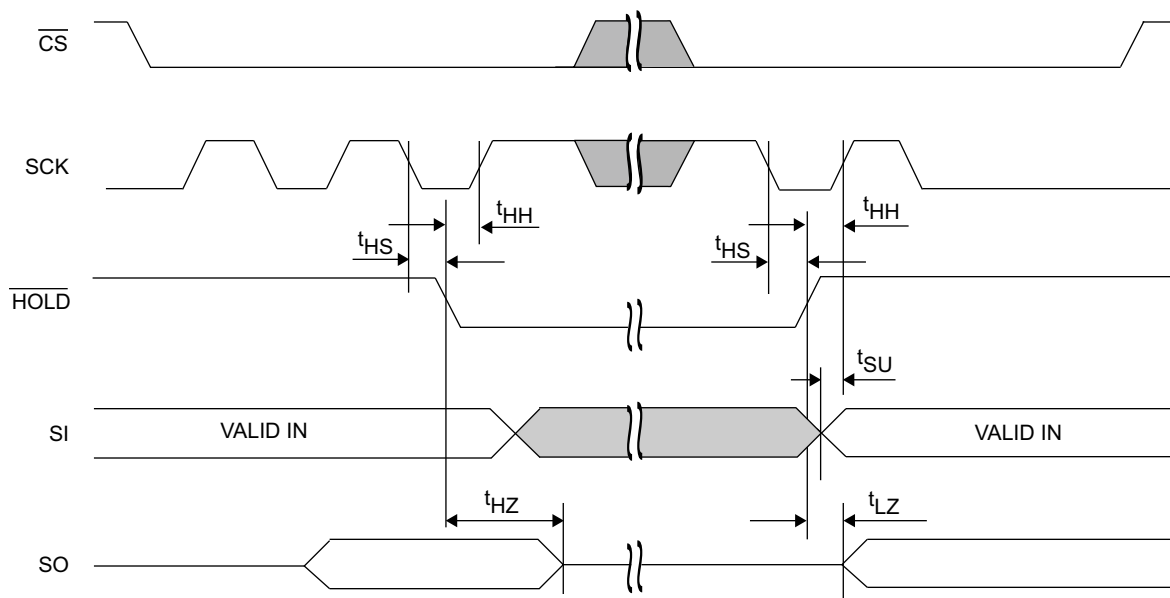 CS
SCK
tHH
tHH
tHS
tHS
HOLD
tSU
SI
VALID IN
VALID IN
tHZ
tLZ
SO